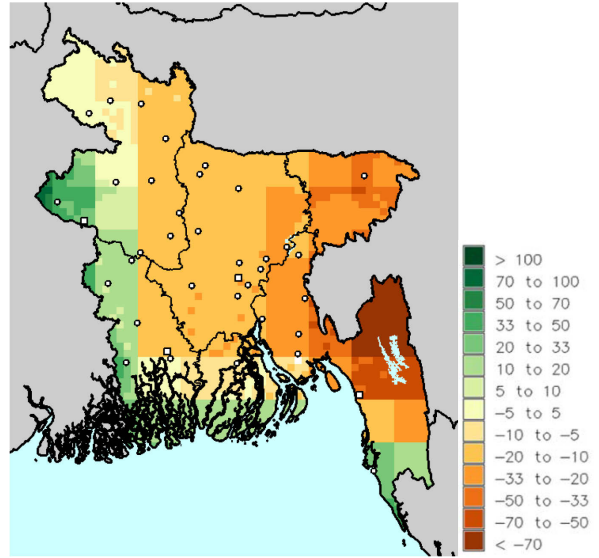 > 100
70 to 100
50 to 70
33 to 50
20 to 33
10 to 20
5 to 10
-5 to 5
-10 to -5
-20 to -10
-33 to -20
-50 to -33
-70 to -50
< -70